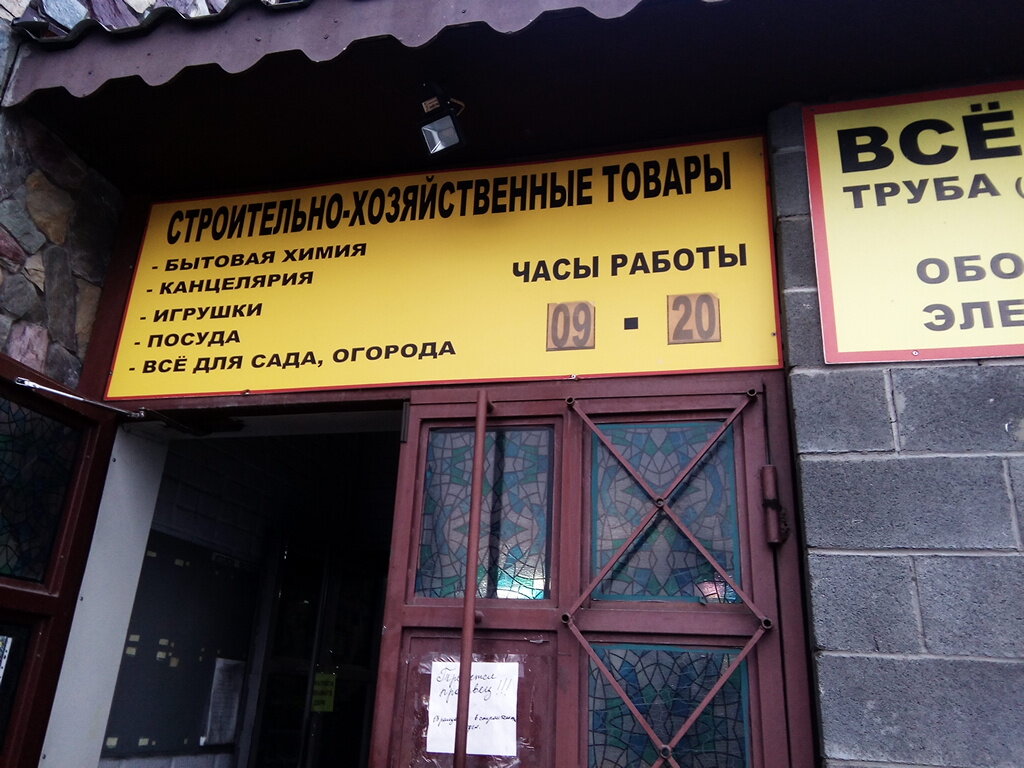 СТРОИТЕЛЬНО-ХОЗЯЙСТВЕННЫЕ ТОВАРЫ
- БЫТОВАЯ ХИМИЯ
- КАНЦЕЛЯРИЯ
- ИГРУШКИ
- ПОСУДА
- ВСЁ ДЛЯ САДА, ОГОРОДА
ЧАСЫ РАБОТЫ
09 - 20
ВСЁ
ТРУБА (
ОБО
ЭЛЕ